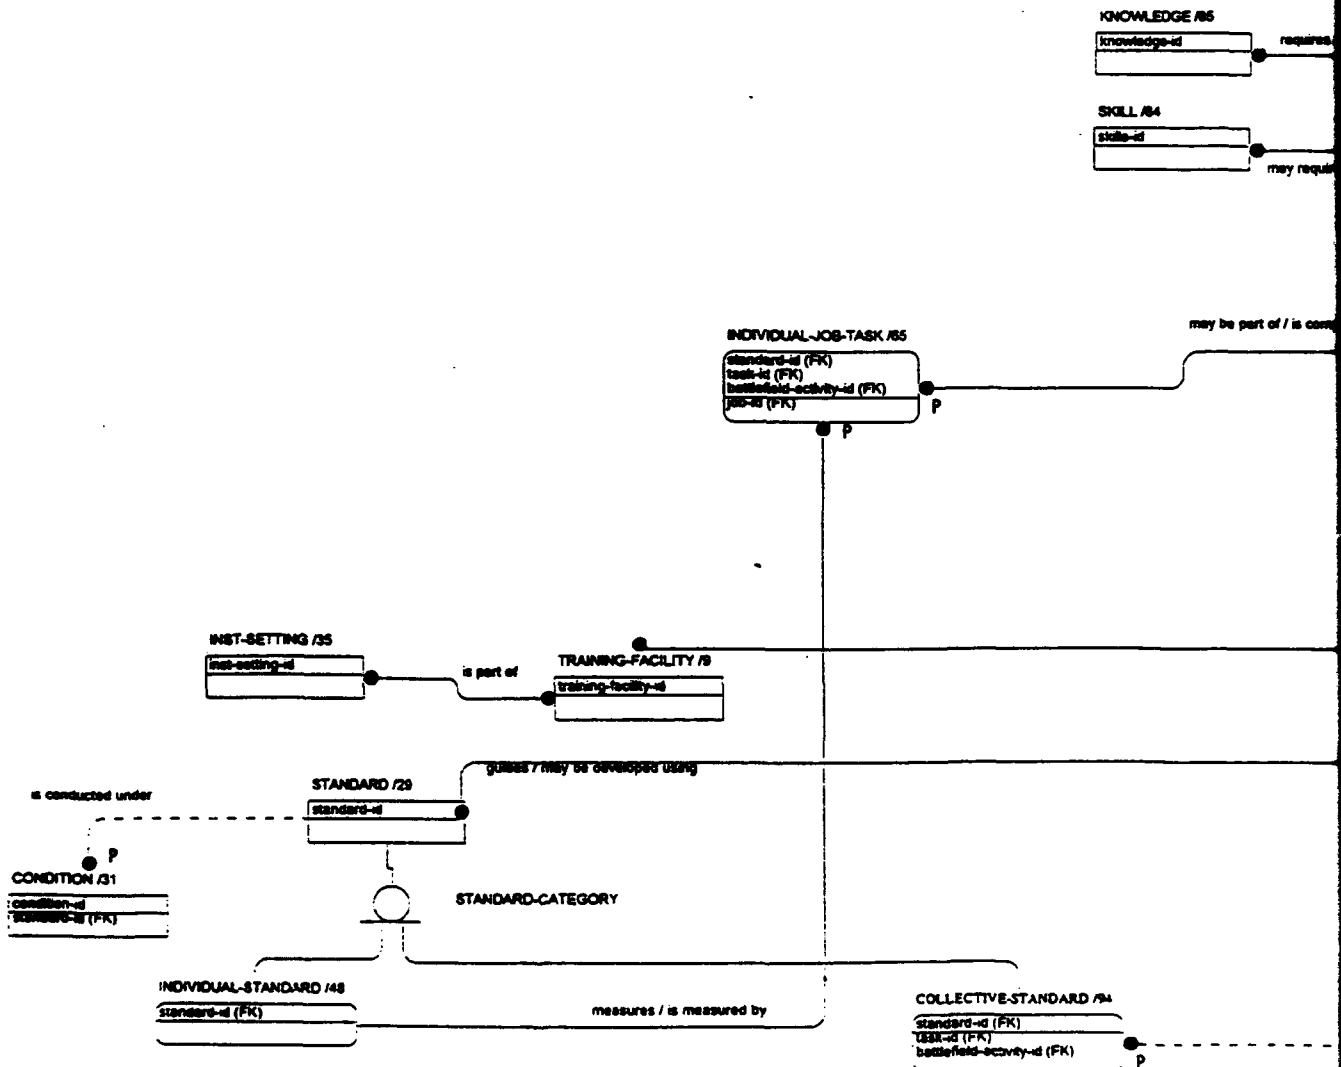 KNOWLEDGE /85
knowledge-id
requires
SKILL /84
skills-id
may requir
may be part of / is com
INDIVIDUAL-JOB-TASK /65
standard-id (FK)
task-id (FK)
battlefield-activity-id (FK)
job-id (FK)
P
P
INST-SETTING /35
inst-setting-id
is part of
TRAINING-FACILITY /9
training-facility-id
guides / may be developed using
STANDARD /29
standard-id
is conducted under
P
CONDITION /31
condition-id
standard-id (FK)
STANDARD-CATEGORY
INDIVIDUAL-STANDARD /48
standard-id (FK)
measures / is measured by
COLLECTIVE-STANDARD /94
standard-id (FK)
task-id (FK)
battlefield-activity-id (FK)
P